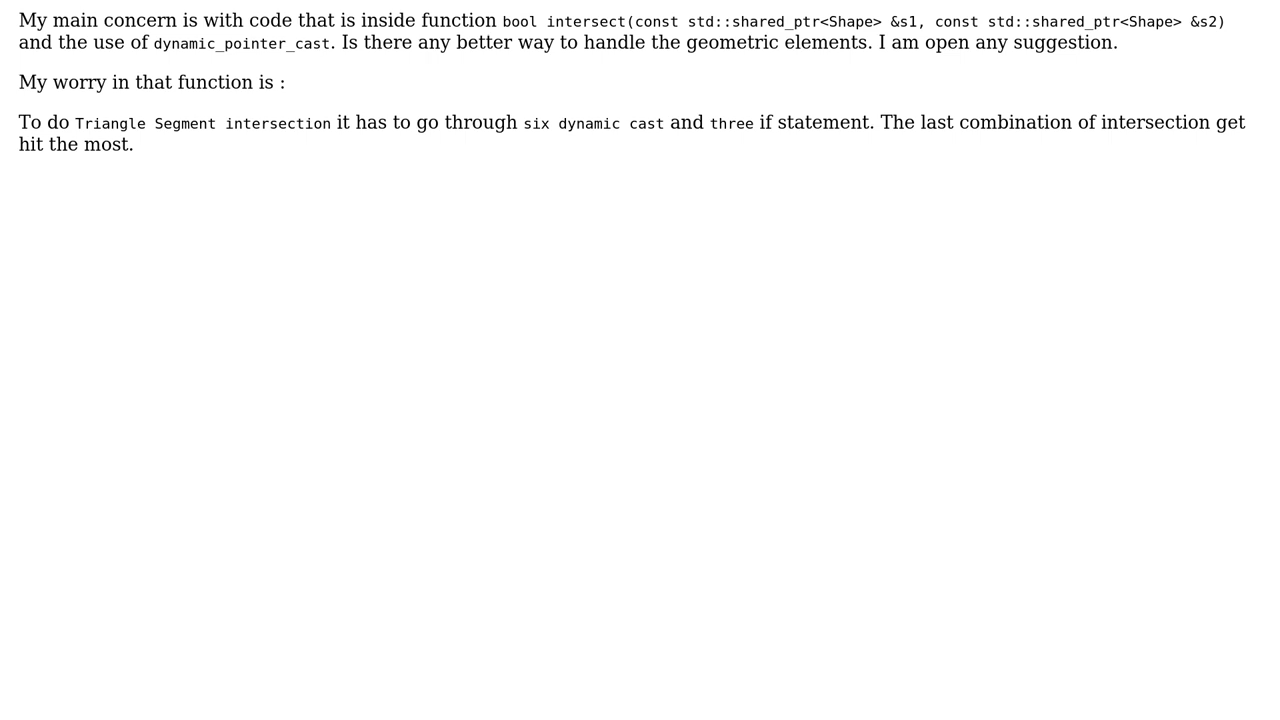 My main concern is with code that is inside function bool intersect(const std::shared_ptr<Shape> &s1, const std::shared_ptr<Shape> &s2)
and the use of dynamic_pointer_cast. Is there any better way to handle the geometric elements. I am open any suggestion.
My worry in that function is :
To do Triangle Segment intersection it has to go through six dynamic cast and three if statement. The last combination of intersection get
hit the most.